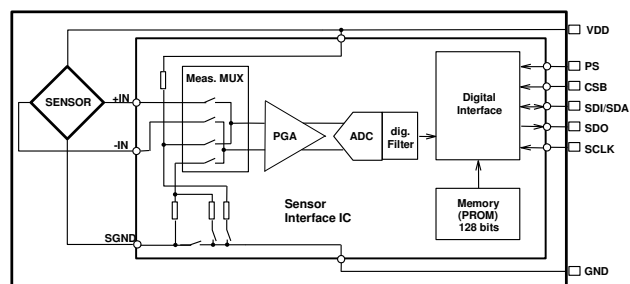 VDD
Meas. MUX
PS
SENSOR
+IN
Digital
Interface
CSB
SDI/SDA
PGA
ADC
dig.
Filter
SDO
-IN
SCLK
Sensor
Interface IC
Memory
(PROM)
128 bits
SGND
GND